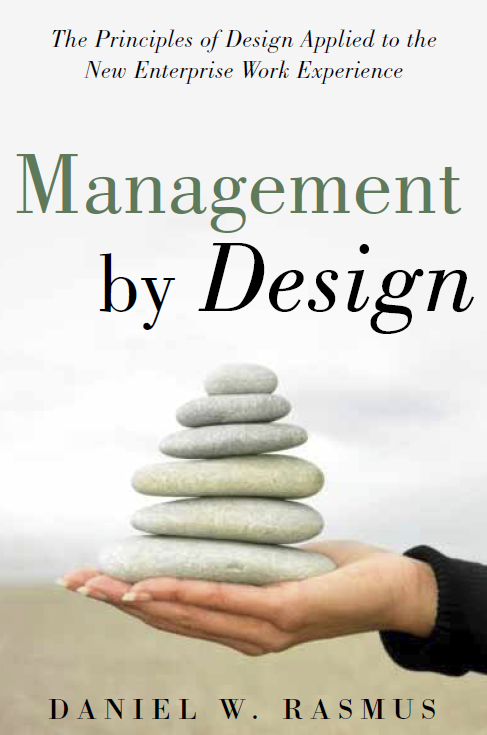 The Principles of Design Applied to the
New Enterprise Work Experience
Management
by Design
DANIEL W. RASMUS